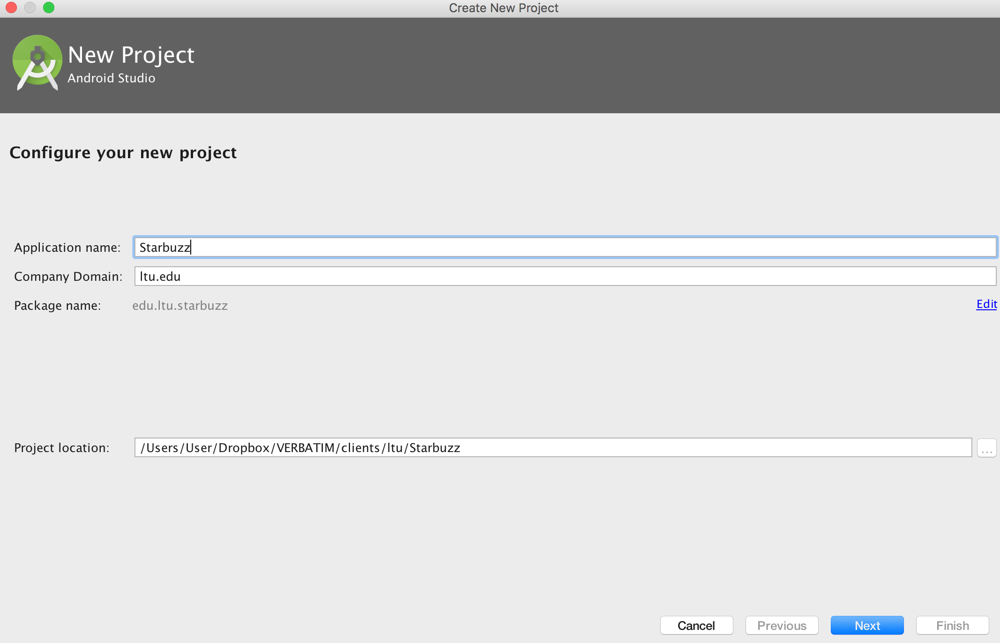 Create New Project
New Project
Android Studio
Configure your new project
Application name: Starbuzz
Company Domain: ltu.edu
Package name: edu.ltu.starbuzz Edit
Project location: /Users/User/Dropbox/VERBATIM/clients/ltu/Starbuzz ...
Cancel Previous Next Finish